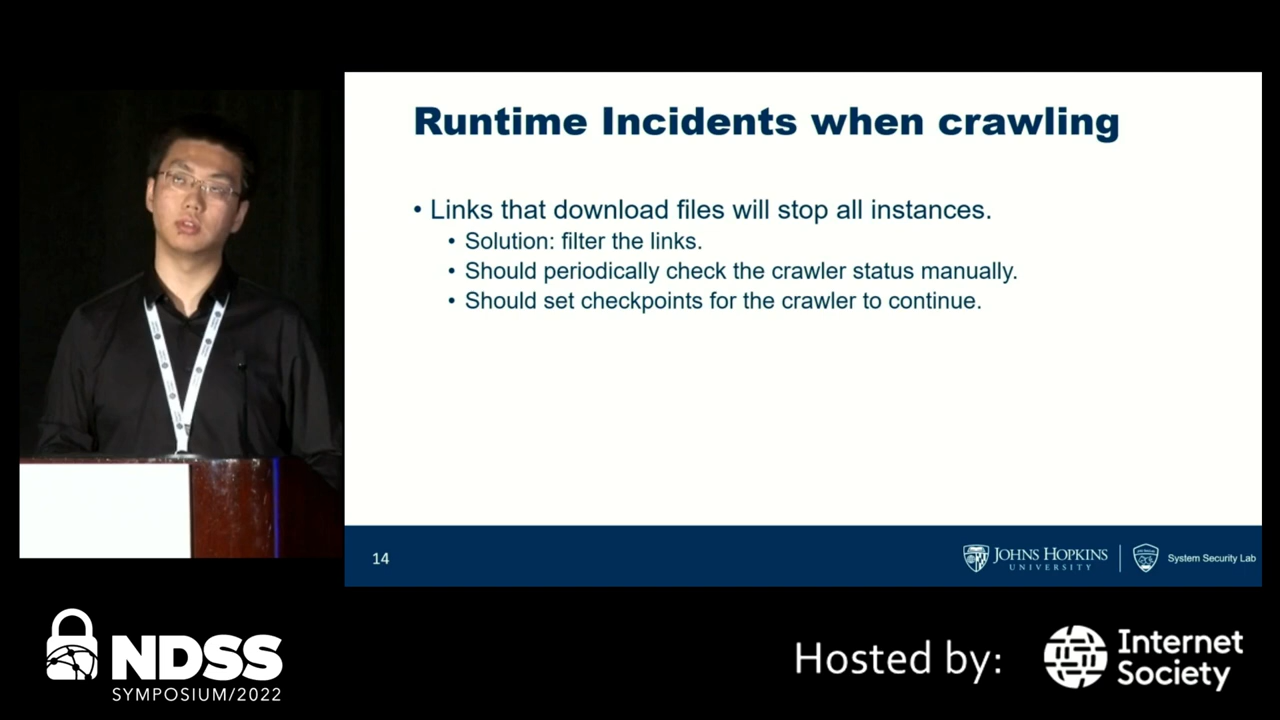 Runtime Incidents when crawling
• Links that download files will stop all instances.
• Solution: filter the links.
• Should periodically check the crawler status manually.
• Should set checkpoints for the crawler to continue.
14
JOHNS HOPKINS
UNIVERSITY
System Security Lab
NDSS
SYMPOSIUM/2022
Hosted by:
Internet
Society